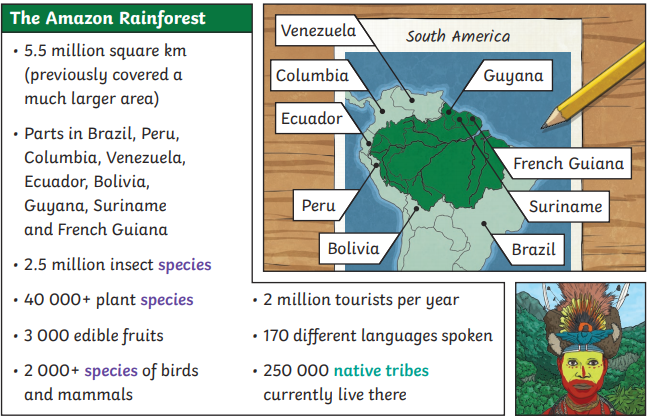 The Amazon Rainforest
• 5.5 million square km
(previously covered a
much larger area)
• Parts in Brazil, Peru,
Columbia, Venezuela,
Ecuador, Bolivia,
Guyana, Suriname
and French Guiana
• 2.5 million insect species
• 40 000+ plant species
• 3 000 edible fruits
• 2 000+ species of birds
and mammals
• 2 million tourists per year
• 170 different languages spoken
• 250 000 native tribes
currently live there
South America
Venezuela
Columbia
Guyana
Ecuador
French Guiana
Peru
Suriname
Bolivia
Brazil